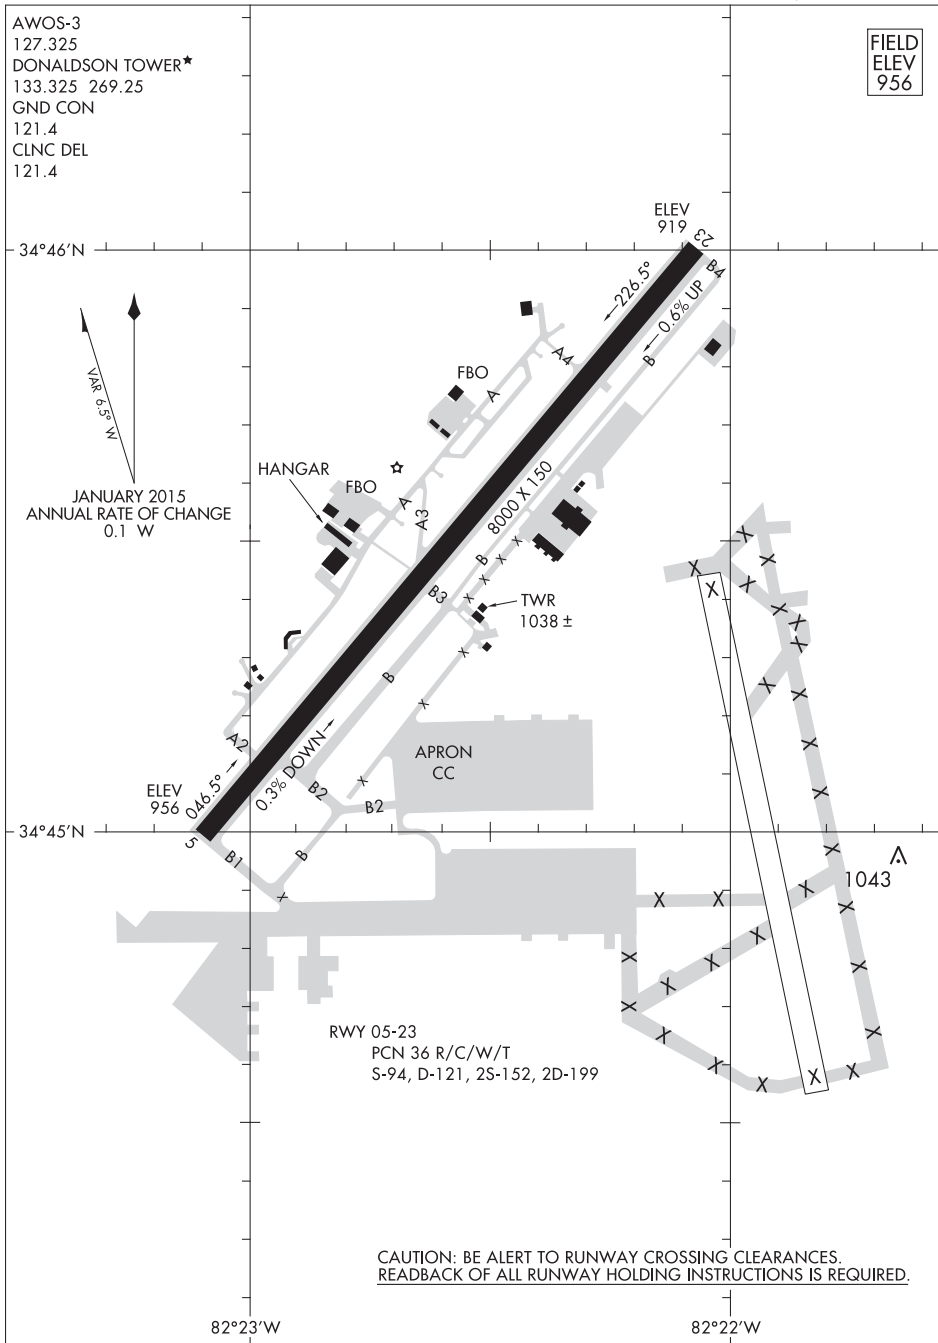 AWOS-3
127.325
DONALDSON TOWER★
133.325 269.25
GND CON
121.4
CLNC DEL
121.4
FIELD
ELEV
956
ELEV
919
23
34°46'N
B4
226.5°
0.6% UP
B
A4
VAR 6.5° W
FBO
A
HANGAR
FBO
8000 X 150
JANUARY 2015
ANNUAL RATE OF CHANGE
0.1 W
A
A3
B
B3
TWR
1038 ±
B
A2
APRON
CC
046.5°
0.3% DOWN
ELEV
956
B2
B2
34°45'N
5
B1
B
1043
RWY 05-23
PCN 36 R/C/W/T
S-94, D-121, 2S-152, 2D-199
CAUTION: BE ALERT TO RUNWAY CROSSING CLEARANCES.
READBACK OF ALL RUNWAY HOLDING INSTRUCTIONS IS REQUIRED.
82°23'W
82°22'W